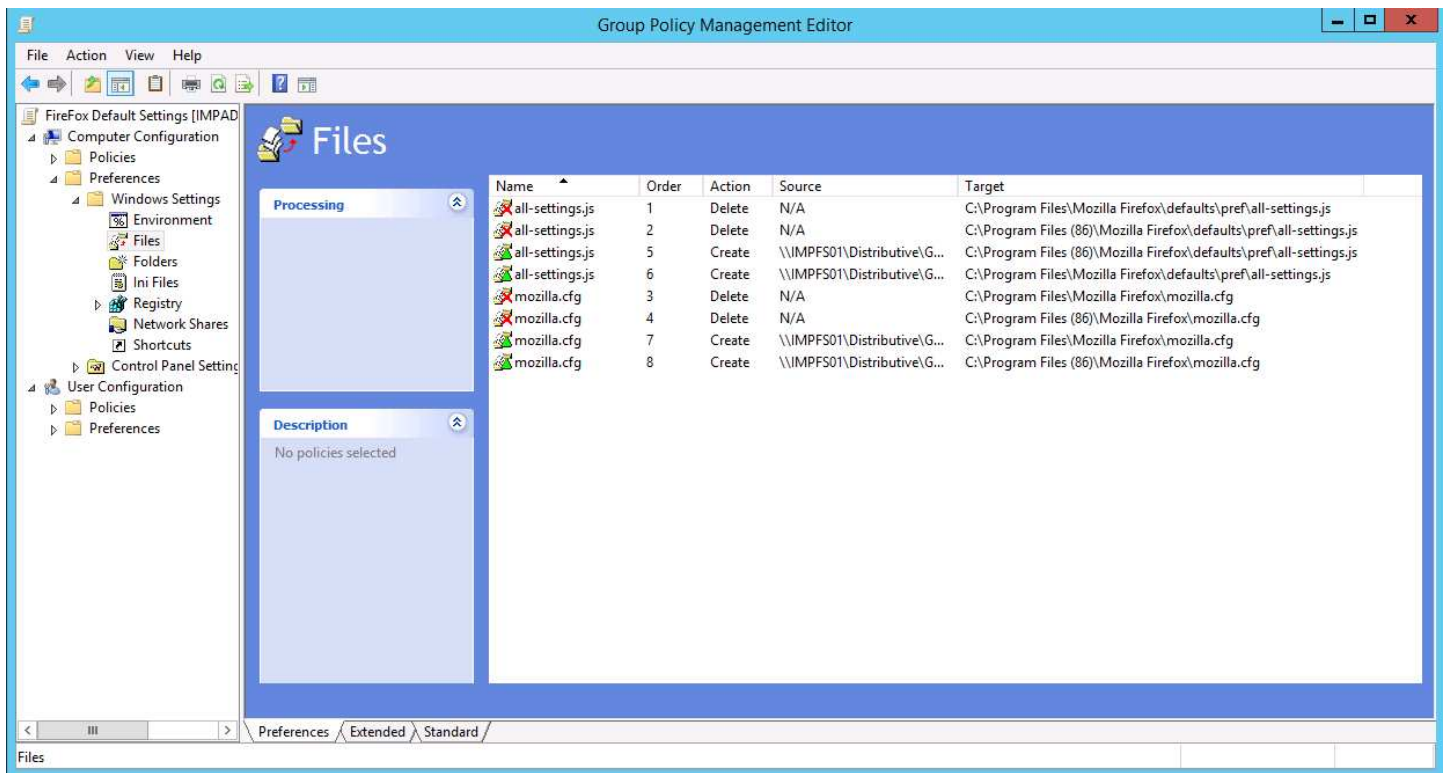 Group Policy Management Editor
File Action View Help
FireFox Default Settings [IMPAD
Computer Configuration
Policies
Preferences
Windows Settings
Environment
Files
Folders
Ini Files
Registry
Network Shares
Shortcuts
Control Panel Setting
User Configuration
Policies
Preferences
Files
Processing
Description
No policies selected
Name Order Action Source Target
all-settings.js 1 Delete N/A C:\Program Files\Mozilla Firefox\defaults\pref\all-settings.js
all-settings.js 2 Delete N/A C:\Program Files (86)\Mozilla Firefox\defaults\pref\all-settings.js
all-settings.js 5 Create \\IMPFS01\Distributive\G... C:\Program Files (86)\Mozilla Firefox\defaults\pref\all-settings.js
all-settings.js 6 Create \\IMPFS01\Distributive\G... C:\Program Files\Mozilla Firefox\defaults\pref\all-settings.js
mozilla.cfg 3 Delete N/A C:\Program Files\Mozilla Firefox\mozilla.cfg
mozilla.cfg 4 Delete N/A C:\Program Files (86)\Mozilla Firefox\mozilla.cfg
mozilla.cfg 7 Create \\IMPFS01\Distributive\G... C:\Program Files\Mozilla Firefox\mozilla.cfg
mozilla.cfg 8 Create \\IMPFS01\Distributive\G... C:\Program Files (86)\Mozilla Firefox\mozilla.cfg
Preferences Extended Standard
Files